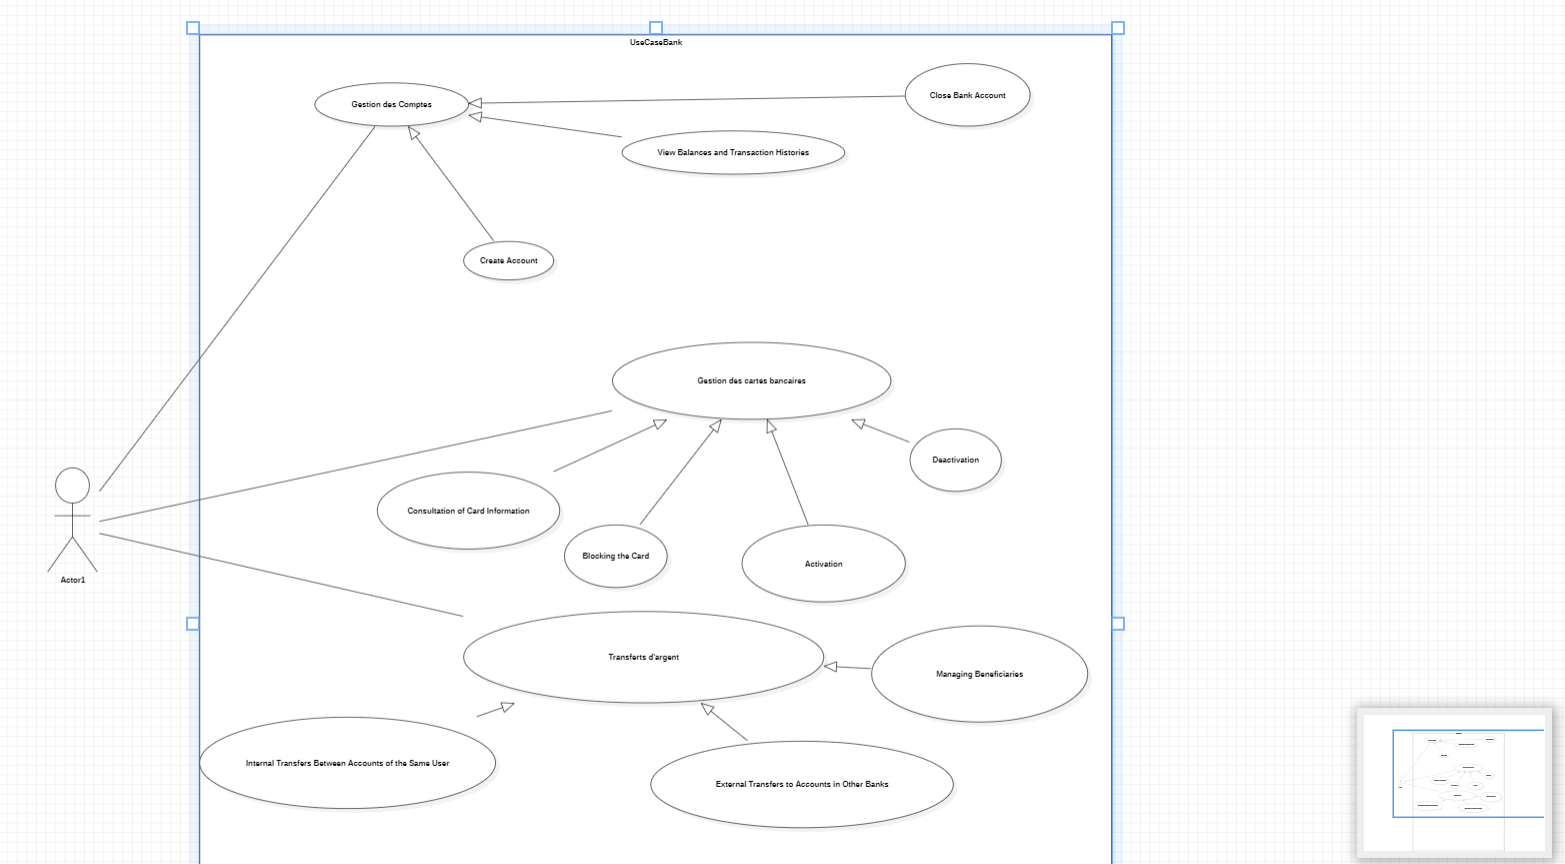 UseCaseBank
Close Bank Account
Gestion des Comptes
View Balances and Transaction Histories
Create Account
Gestion des cartes bancaires
Deactivation
Consultation of Card Information
Blocking the Card
Activation
Actor1
Transferts d'argent
Managing Beneficiaries
Internal Transfers Between Accounts of the Same User
External Transfers to Accounts in Other Banks